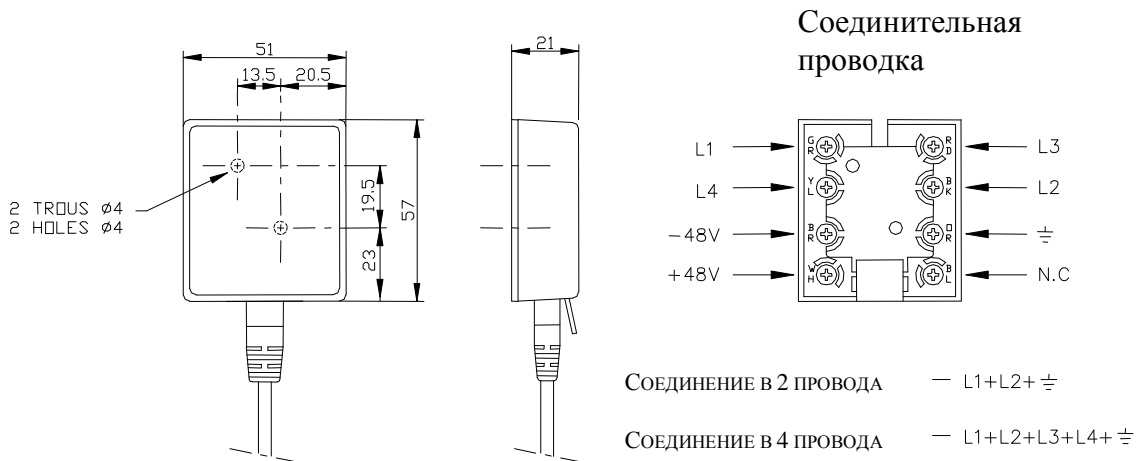 Соединительная
проводка
51
21
13.5 20.5
19.5
57
23
2 TROUS ø4
2 HOLES ø4
L1 GR RD L3
L4 YL BK L2
-48V BR OR ⏚
+48V WH BL N.C
СОЕДИНЕНИЕ В 2 ПРОВОДА — L1+L2+⏚
СОЕДИНЕНИЕ В 4 ПРОВОДА — L1+L2+L3+L4+⏚